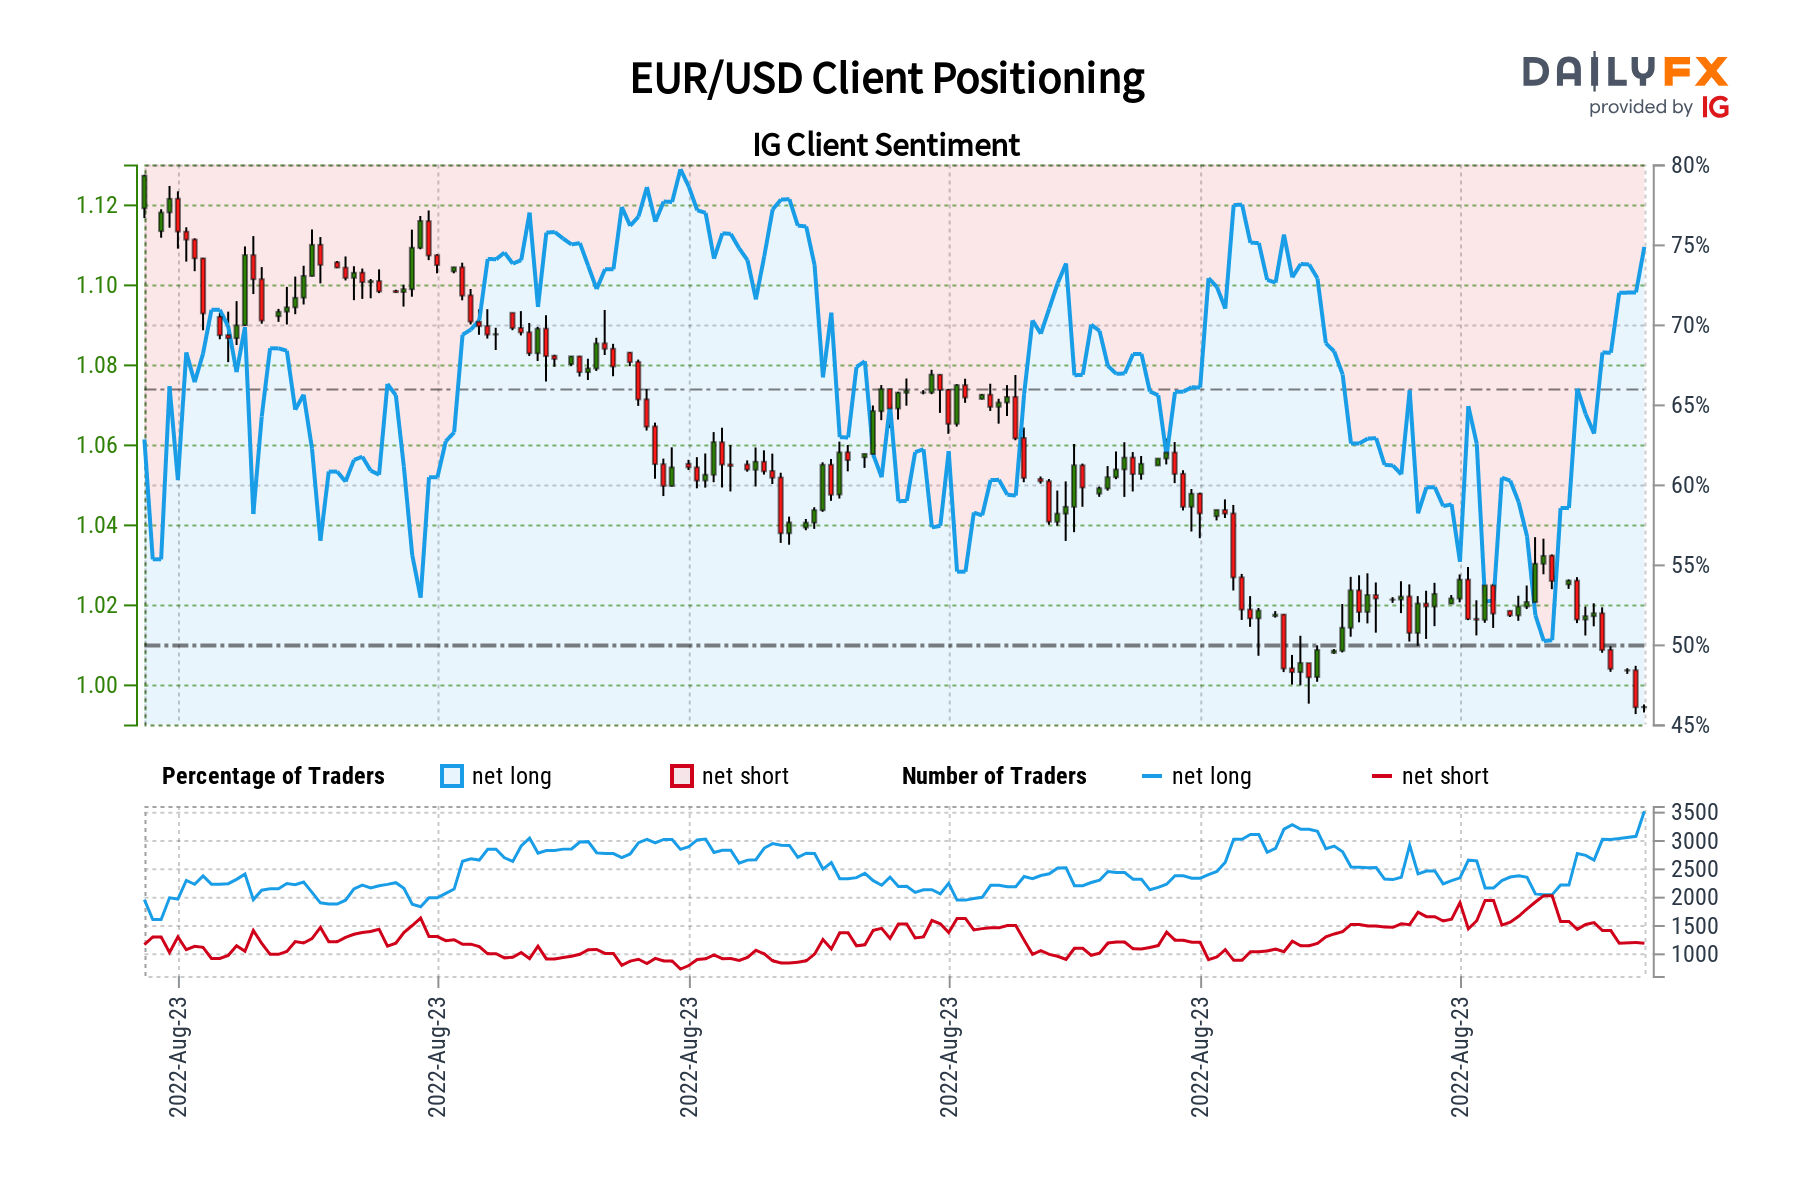 EUR/USD Client Positioning
DAILYFX
provided by IG
IG Client Sentiment
1.12
1.10
1.08
1.06
1.04
1.02
1.00
80%
75%
70%
65%
60%
55%
50%
45%
Percentage of Traders net long net short Number of Traders net long net short
3500
3000
2500
2000
1500
1000
2022-Aug-23
2022-Aug-23
2022-Aug-23
2022-Aug-23
2022-Aug-23
2022-Aug-23